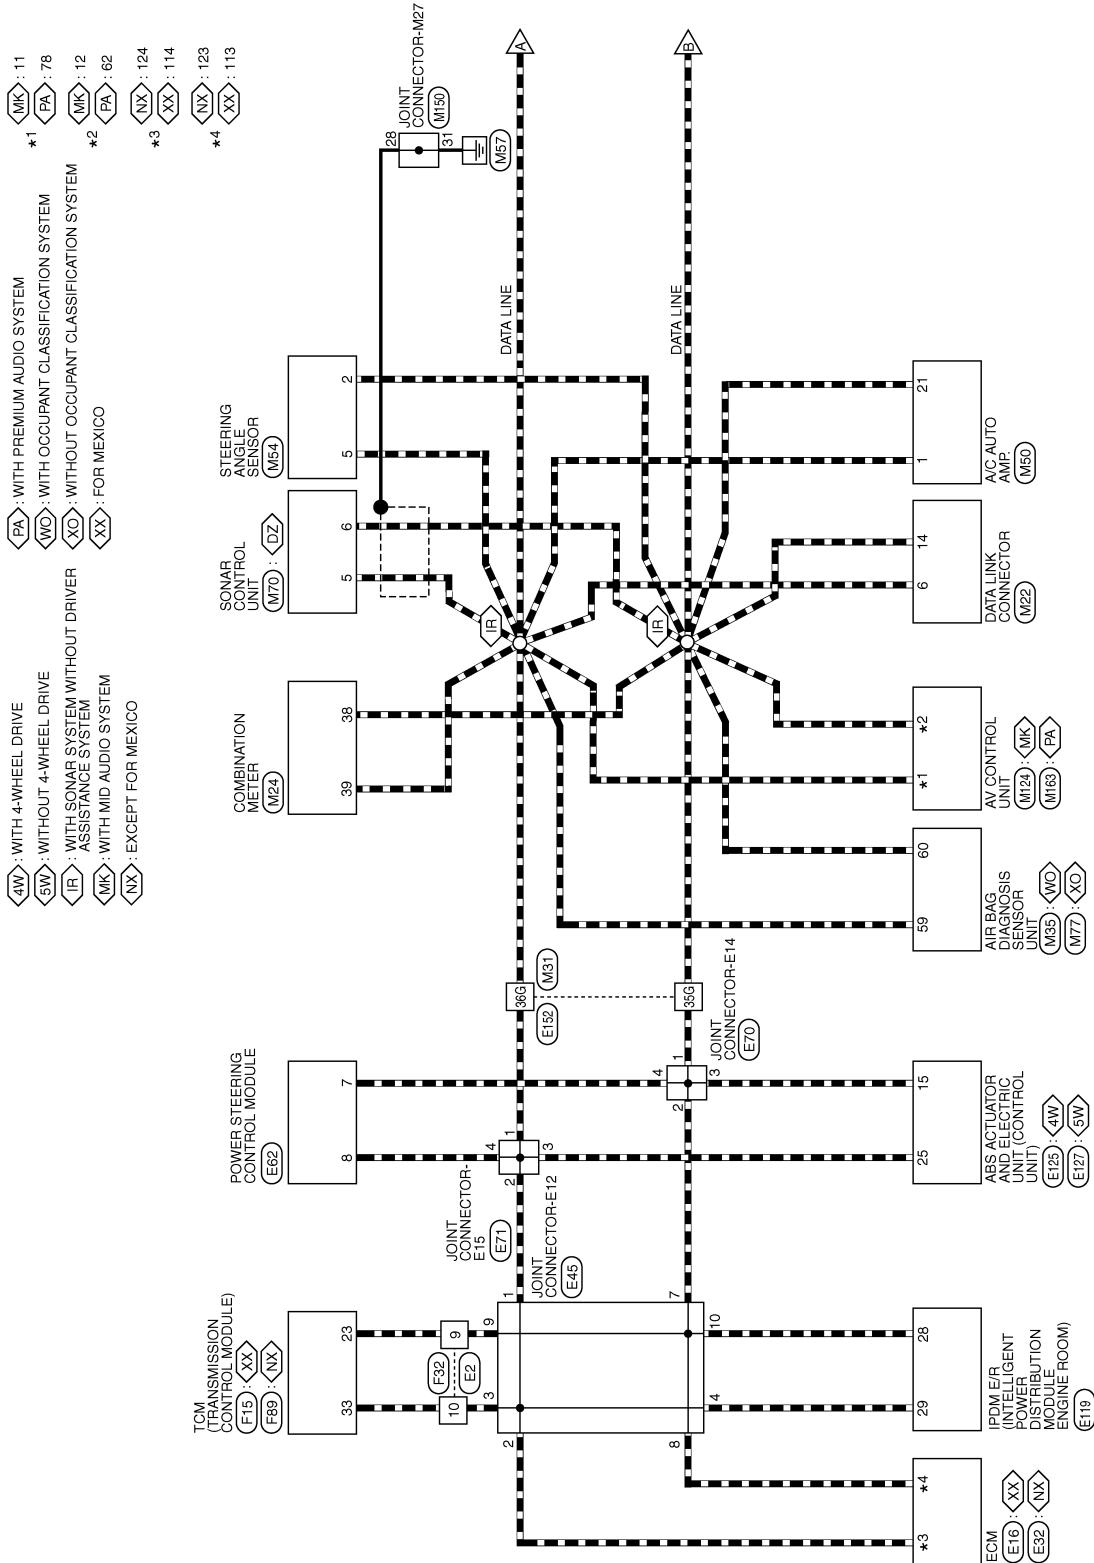 4W : WITH 4-WHEEL DRIVE
5W : WITHOUT 4-WHEEL DRIVE
IR : WITH SONAR SYSTEM WITHOUT DRIVER
ASSISTANCE SYSTEM
MK : WITH MID AUDIO SYSTEM
NX : EXCEPT FOR MEXICO
PA : WITH PREMIUM AUDIO SYSTEM
WO : WITH OCCUPANT CLASSIFICATION SYSTEM
XO : WITHOUT OCCUPANT CLASSIFICATION SYSTEM
XX : FOR MEXICO
*1 MK : 11
PA : 78
*2 MK : 12
PA : 62
*3 NX : 124
XX : 114
*4 NX : 123
XX : 113
TCM
(TRANSMISSION
CONTROL MODULE)
F15 : XX
F89 : NX
33 23
10 9
F32
E2
3 9
POWER STEERING
CONTROL MODULE
E62
8 7
COMBINATION
METER
M24
39 38
SONAR
CONTROL
UNIT
M70 : DZ
5 6
STEERING
ANGLE
SENSOR
M54
5 2
28
JOINT
CONNECTOR-M27
M150
31
M57
JOINT
CONNECTOR-
E15
E71
4
2 1
3
JOINT
CONNECTOR-E12
E45
2 1
8 7
4 10
36G
M31
E152
35G
IR
IR
DATA LINE
A
DATA LINE
B
4
2 1
3
JOINT
CONNECTOR-E14
E70
*3 *4
ECM
E16 : XX
E32 : NX
29 28
IPDM E/R
(INTELLIGENT
POWER
DISTRIBUTION
MODULE
ENGINE ROOM)
E119
25 15
ABS ACTUATOR
AND ELECTRIC
UNIT (CONTROL
UNIT)
E125 : 4W
E127 : 5W
59 60
AIR BAG
DIAGNOSIS
SENSOR
UNIT
M35 : WO
M77 : XO
*1 *2
AV CONTROL
UNIT
M124 : MK
M163 : PA
6 14
DATA LINK
CONNECTOR
M22
1 21
A/C AUTO
AMP.
M50